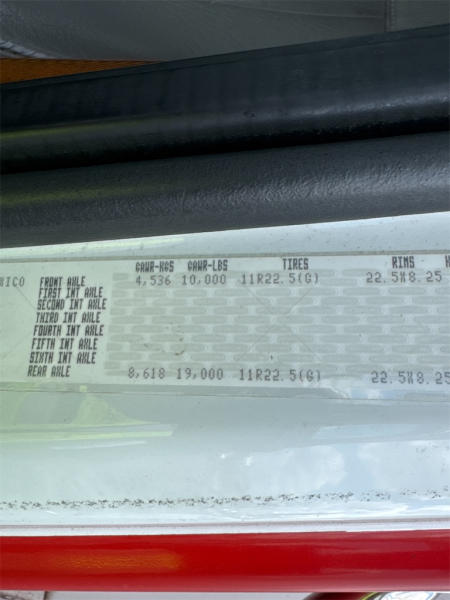 GAWR-KGS GAWR-LBS TIRES RIMS
XICO FRONT AXLE 4,536 10,000 11R22.5(G) 22.5X8.25
FIRST INT AXLE
SECOND INT AXLE
THIRD INT AXLE
FOURTH INT AXLE
FIFTH INT AXLE
SIXTH INT AXLE
REAR AXLE 8,618 19,000 11R22.5(G) 22.5X8.25